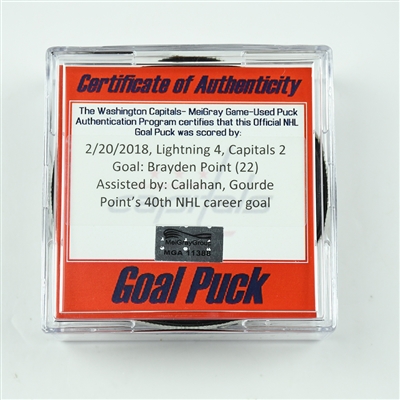 Certificate of Authenticity
The Washington Capitals- MeiGray Game-Used Puck
Authentication Program certifies that this Official NHL
Goal Puck was scored by:
2/20/2018, Lightning 4, Capitals 2
Goal: Brayden Point (22)
Assisted by: Callahan, Gourde
Point's 40th NHL career goal
capitals
MeiGrayGroup
MGA 11388
Goal Puck